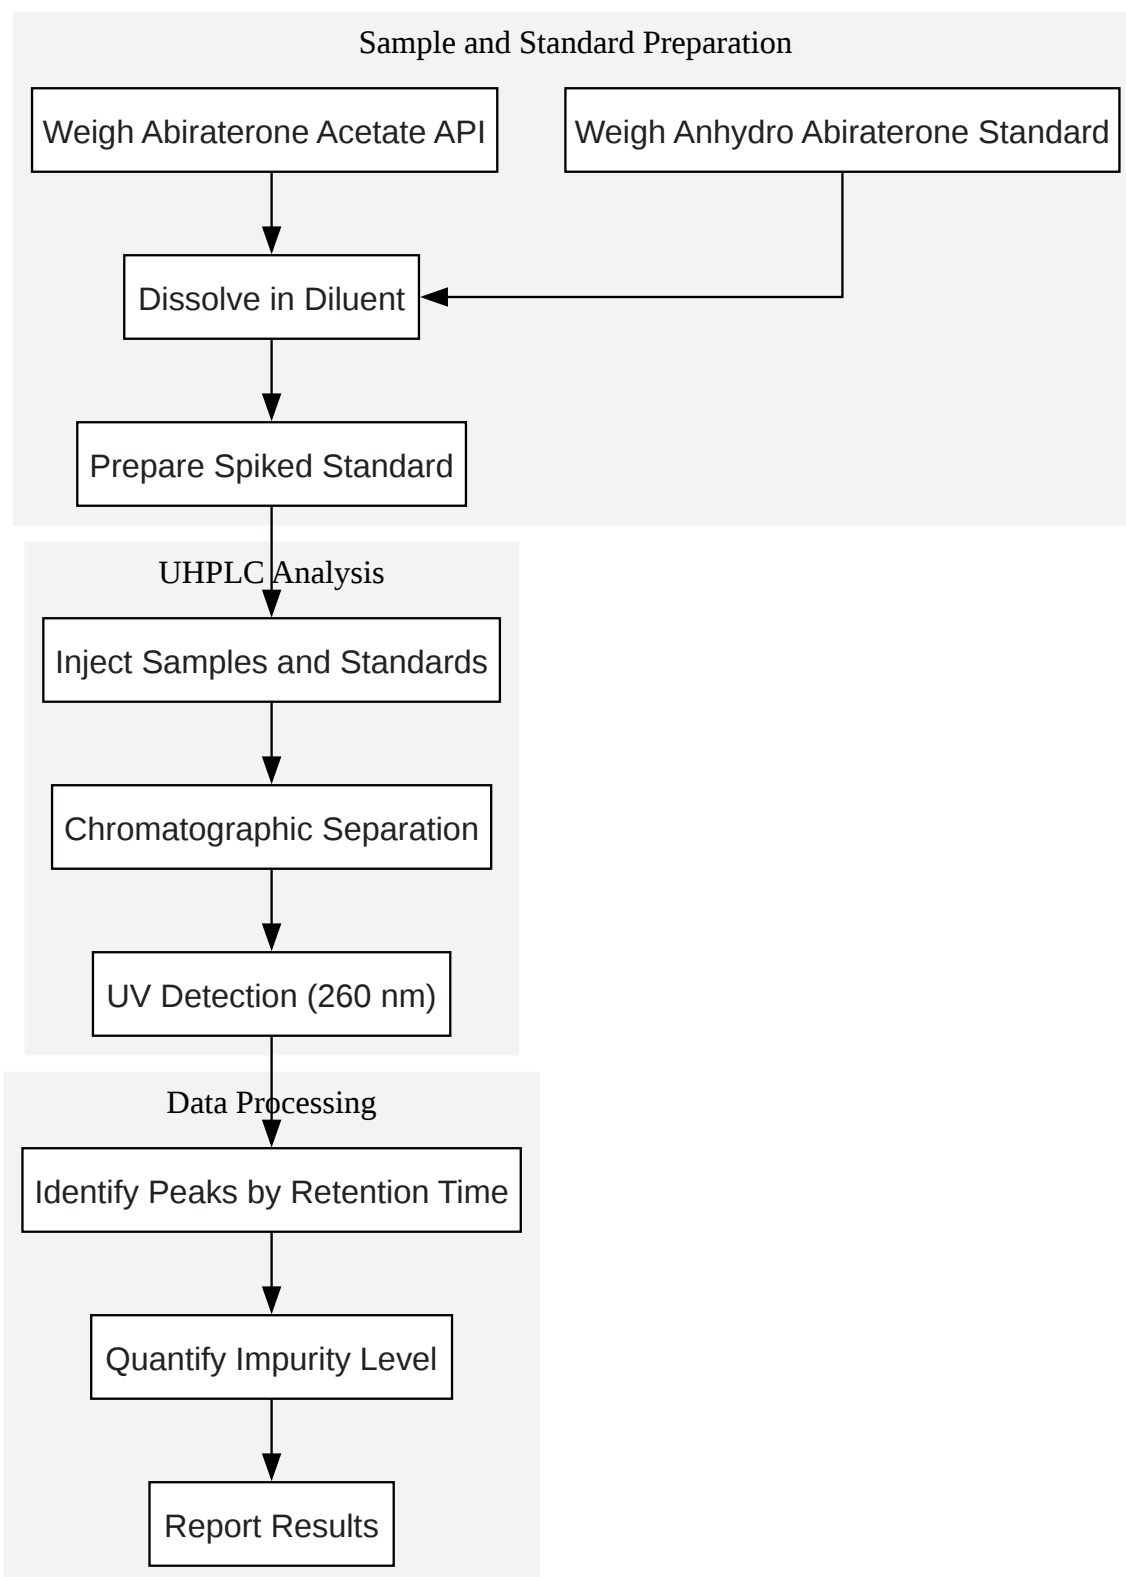 Sample and Standard Preparation
Weigh Abiraterone Acetate API
Weigh Anhydro Abiraterone Standard
Dissolve in Diluent
Prepare Spiked Standard
UHPLC Analysis
Inject Samples and Standards
Chromatographic Separation
UV Detection (260 nm)
Data Processing
Identify Peaks by Retention Time
Quantify Impurity Level
Report Results